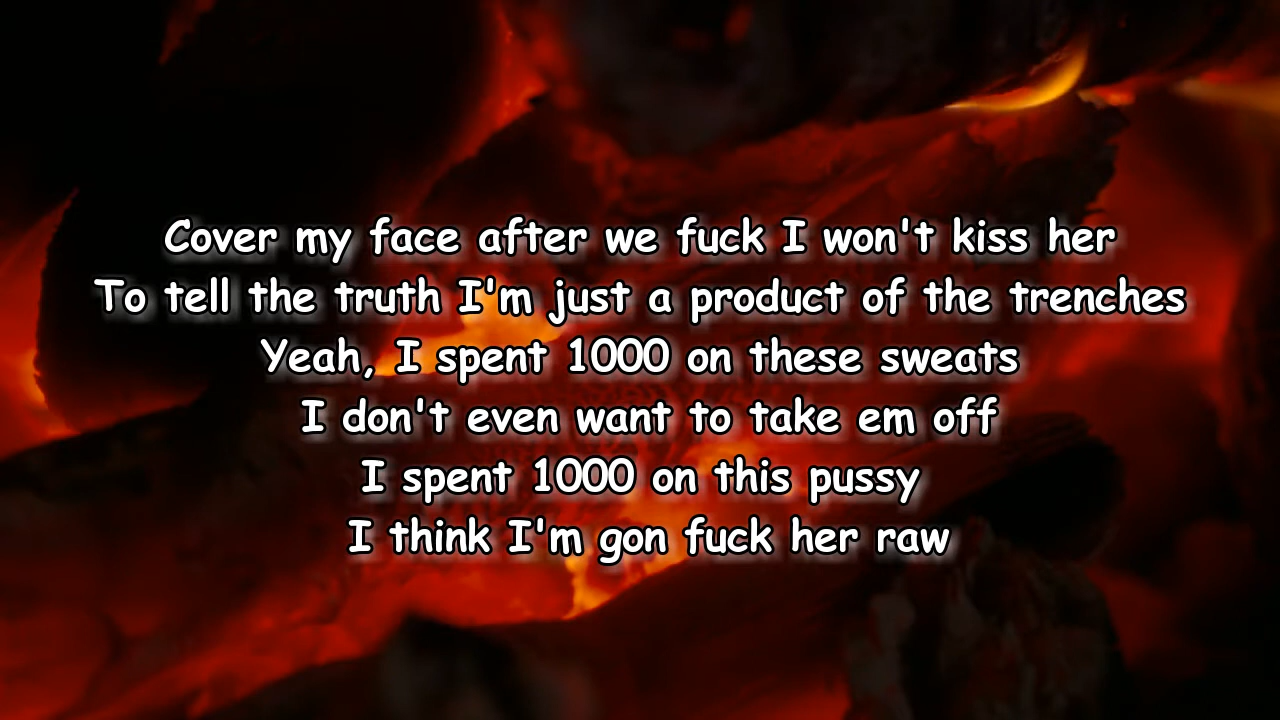 Cover my face after we fuck I won't kiss her
To tell the truth I'm just a product of the trenches
Yeah, I spent 1000 on these sweats
I don't even want to take em off
I spent 1000 on this pussy
I think I'm gon fuck her raw